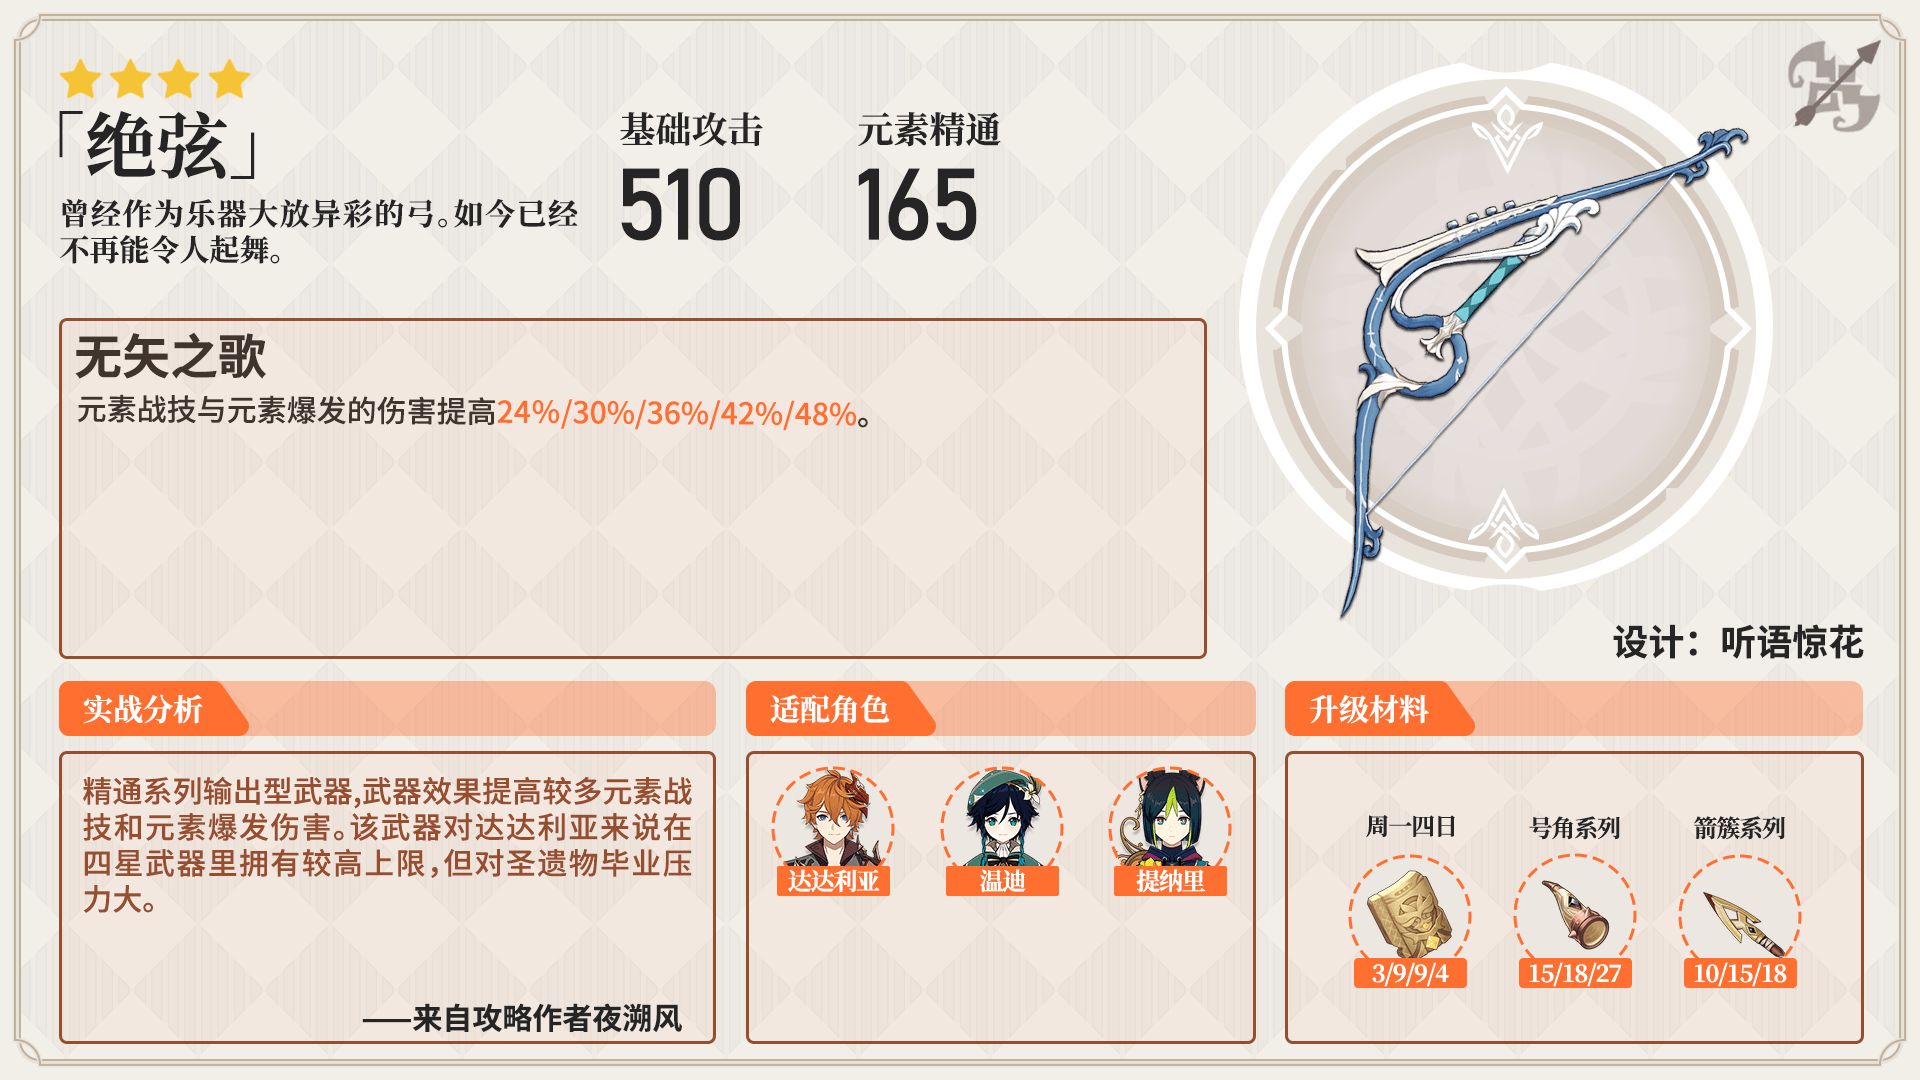 「绝弦」
曾经作为乐器大放异彩的弓。如今已经
不再能令人起舞。
基础攻击
510
元素精通
165
无矢之歌
元素战技与元素爆发的伤害提高24%/30%/36%/42%/48%。
设计：听语惊花
实战分析
精通系列输出型武器,武器效果提高较多元素战
技和元素爆发伤害。该武器对达达利亚来说在
四星武器里拥有较高上限，但对圣遗物毕业压
力大。
——来自攻略作者夜溯风
适配角色
达达利亚
温迪
提纳里
升级材料
周一四日
3/9/9/4
号角系列
15/18/27
箭簇系列
10/15/18